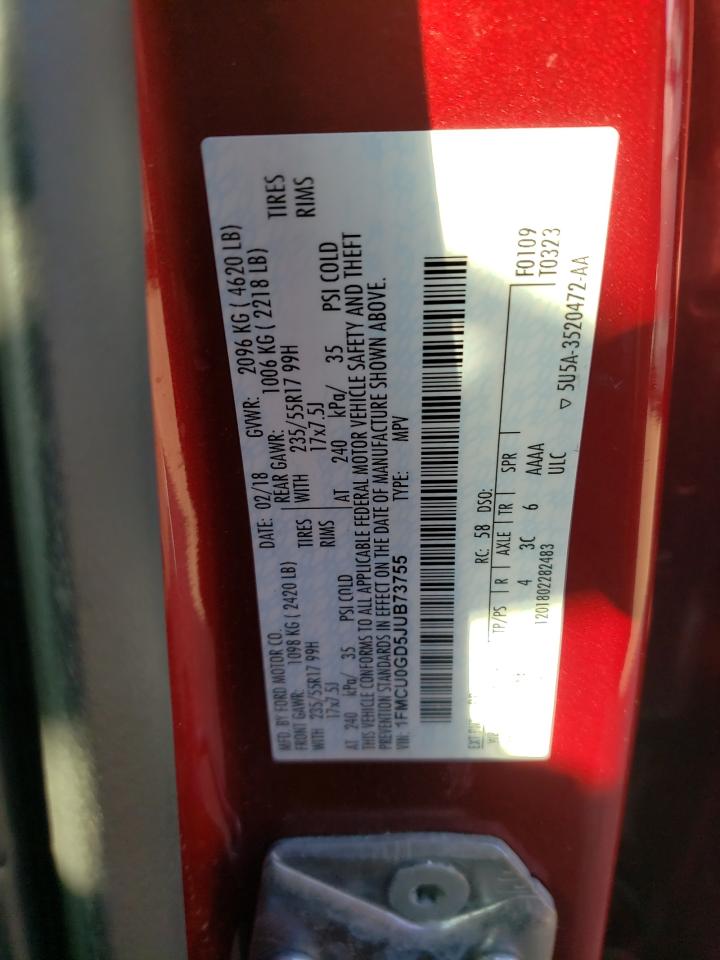 MFD. BY FORD MOTOR CO. DATE: 02/18 GVWR: 2096 KG ( 4620 LB)
FRONT GAWR: 1098 KG ( 2420 LB) REAR GAWR: 1006 KG ( 2218 LB)
WITH 235/55R17 99H TIRES WITH 235/55R17 99H TIRES
17x7.5J RIMS 17x7.5J RIMS
AT 240 kPa/ 35 PSI COLD AT 240 kPa/ 35 PSI COLD
THIS VEHICLE CONFORMS TO ALL APPLICABLE FEDERAL MOTOR VEHICLE SAFETY AND THEFT
PREVENTION STANDARDS IN EFFECT ON THE DATE OF MANUFACTURE SHOWN ABOVE.
VIN: 1FMCU0GD5JUB73755 TYPE: MPV
F0109
T0323
EXT PNT: RC: 58 DSO:
TP/PS R AXLE TR SPR
4 3C 6 AAAA
1201802282483 ULC
▽ 5U5A-3520472-AA